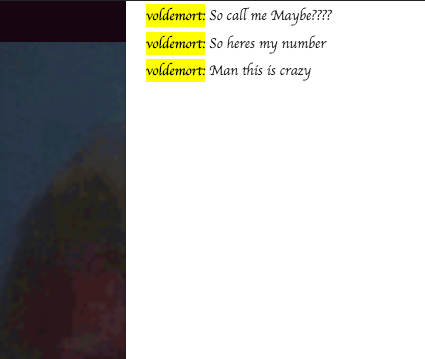 voldemort: So call me Maybe????
voldemort: So heres my number
voldemort: Man this is crazy